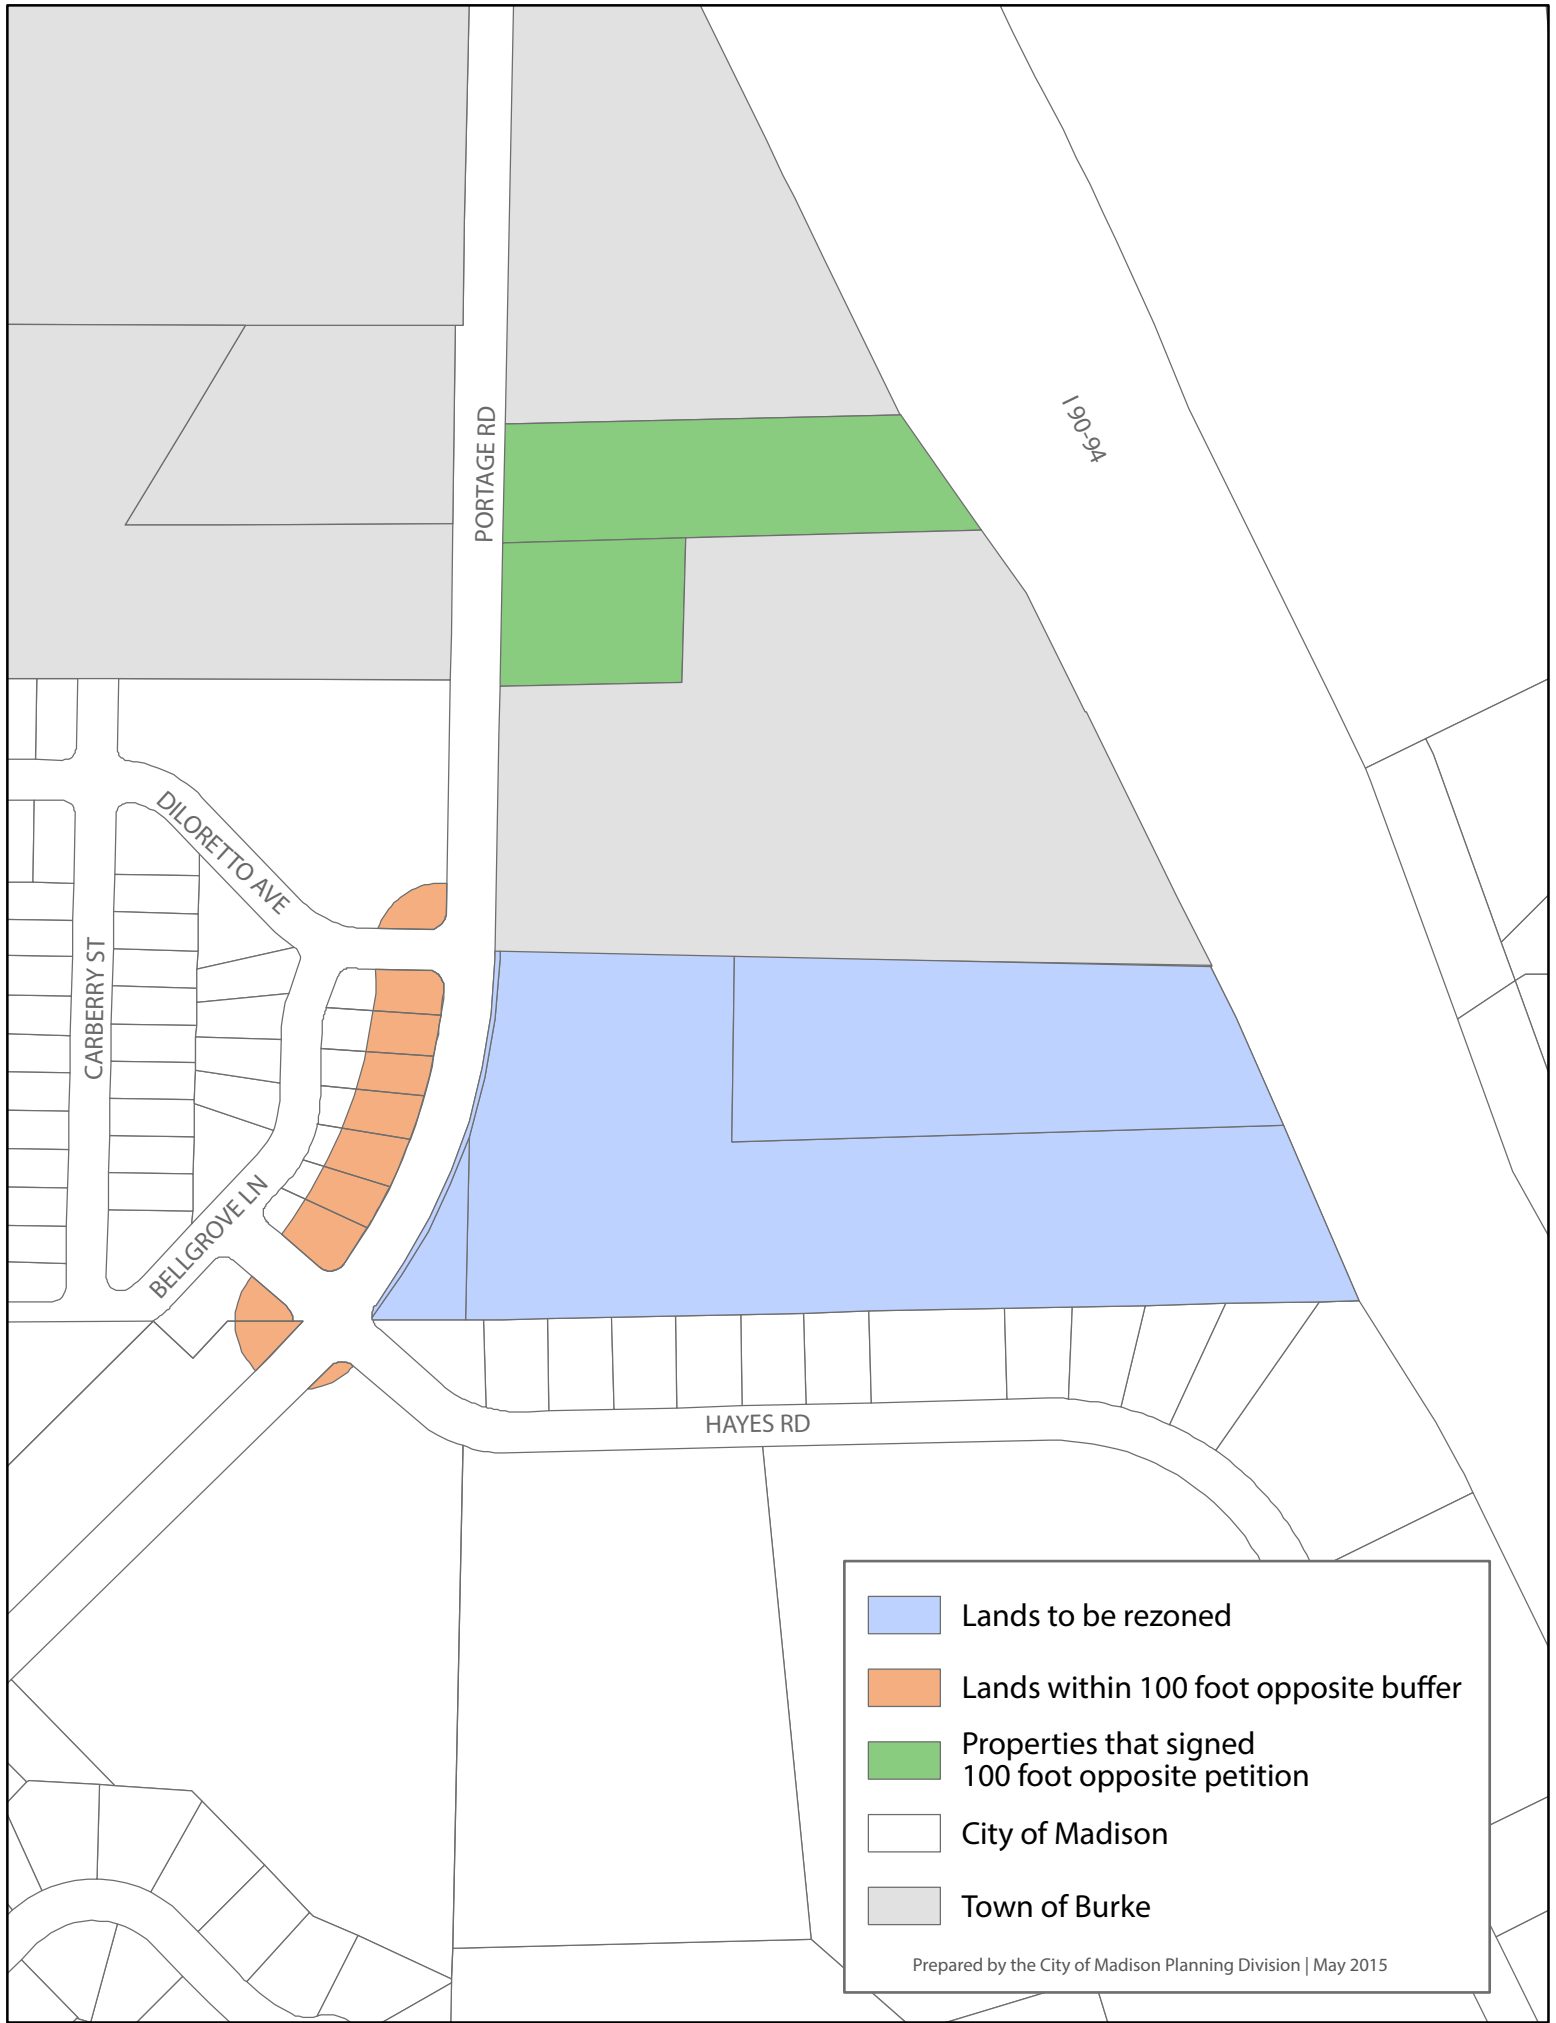 I 90-94
PORTAGE RD
DILORETTO AVE
CARBERRY ST
BELLGROVE LN
HAYES RD
Lands to be rezoned
Lands within 100 foot opposite buffer
Properties that signed
100 foot opposite petition
City of Madison
Town of Burke
Prepared by the City of Madison Planning Division | May 2015